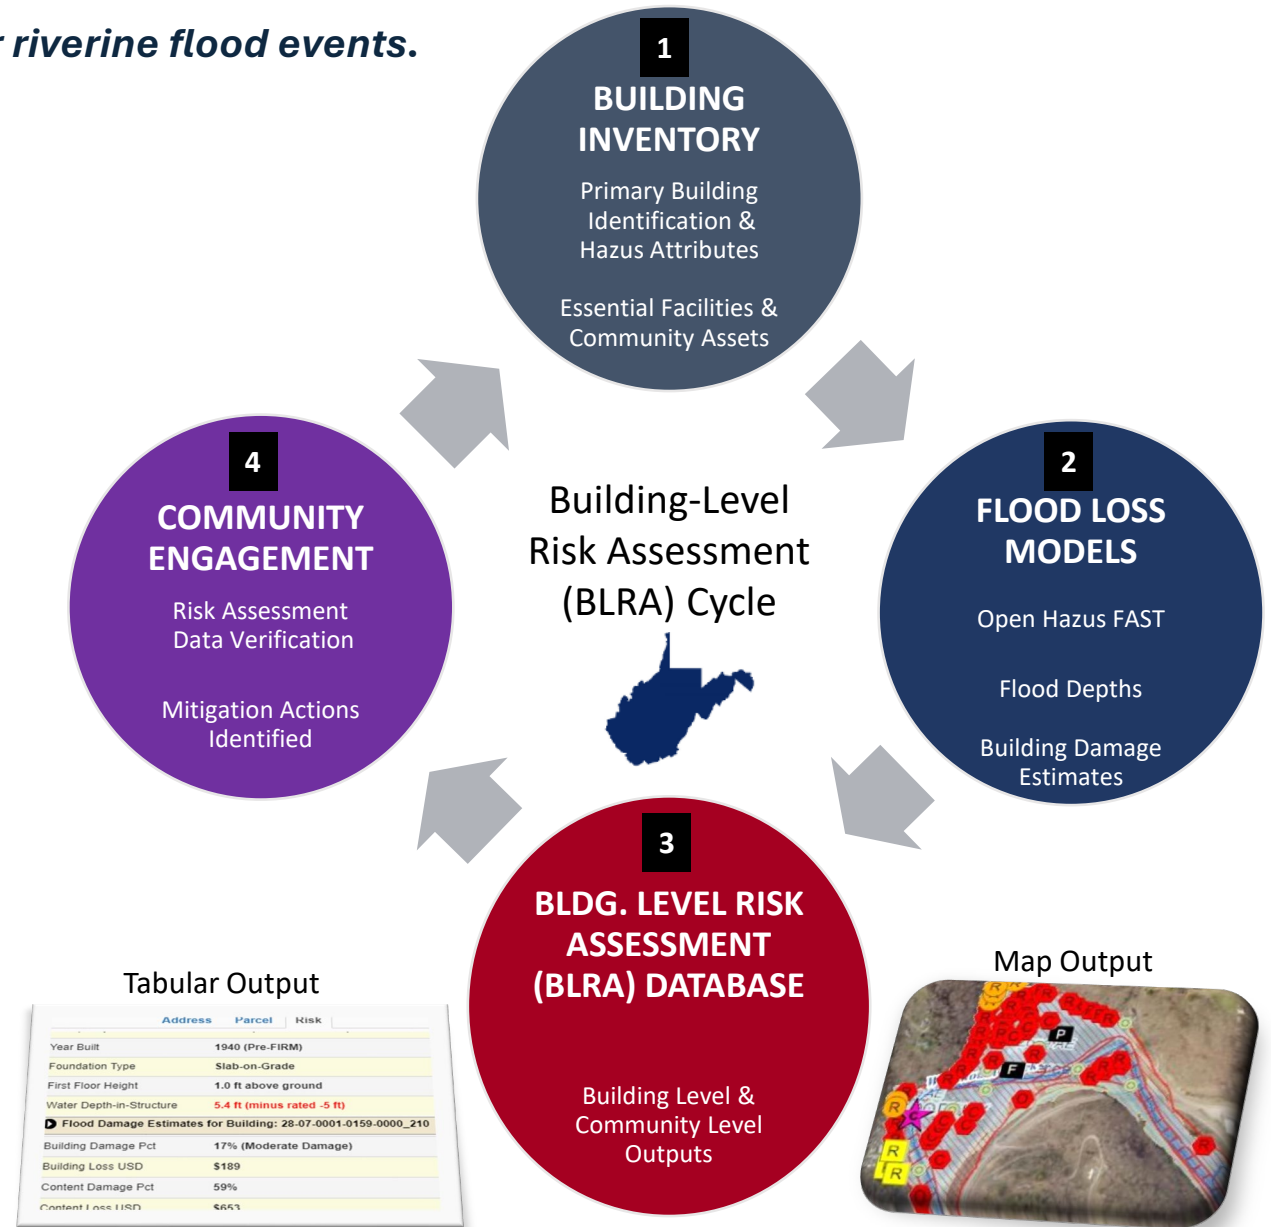 riverine flood events.
1
BUILDING
INVENTORY
Primary Building
Identification &
Hazus Attributes
Essential Facilities &
Community Assets
2
FLOOD LOSS
MODELS
Open Hazus FAST
Flood Depths
Building Damage
Estimates
4
COMMUNITY
ENGAGEMENT
Risk Assessment
Data Verification
Mitigation Actions
Identified
Building-Level
Risk Assessment
(BLRA) Cycle
3
BLDG. LEVEL RISK
ASSESSMENT
(BLRA) DATABASE
Building Level &
Community Level
Outputs
Tabular Output
Address Parcel Risk
Year Built 1940 (Pre-FIRM)
Foundation Type Slab-on-Grade
First Floor Height 1.0 ft above ground
Water Depth-in-Structure 5.4 ft (minus rated -5 ft)
Flood Damage Estimates for Building: 28-07-0001-0159-0000_210
Building Damage Pct 17% (Moderate Damage)
Building Loss USD $189
Content Damage Pct 59%
Content Loss USD $653
Map Output
P
F
R
C
R
R